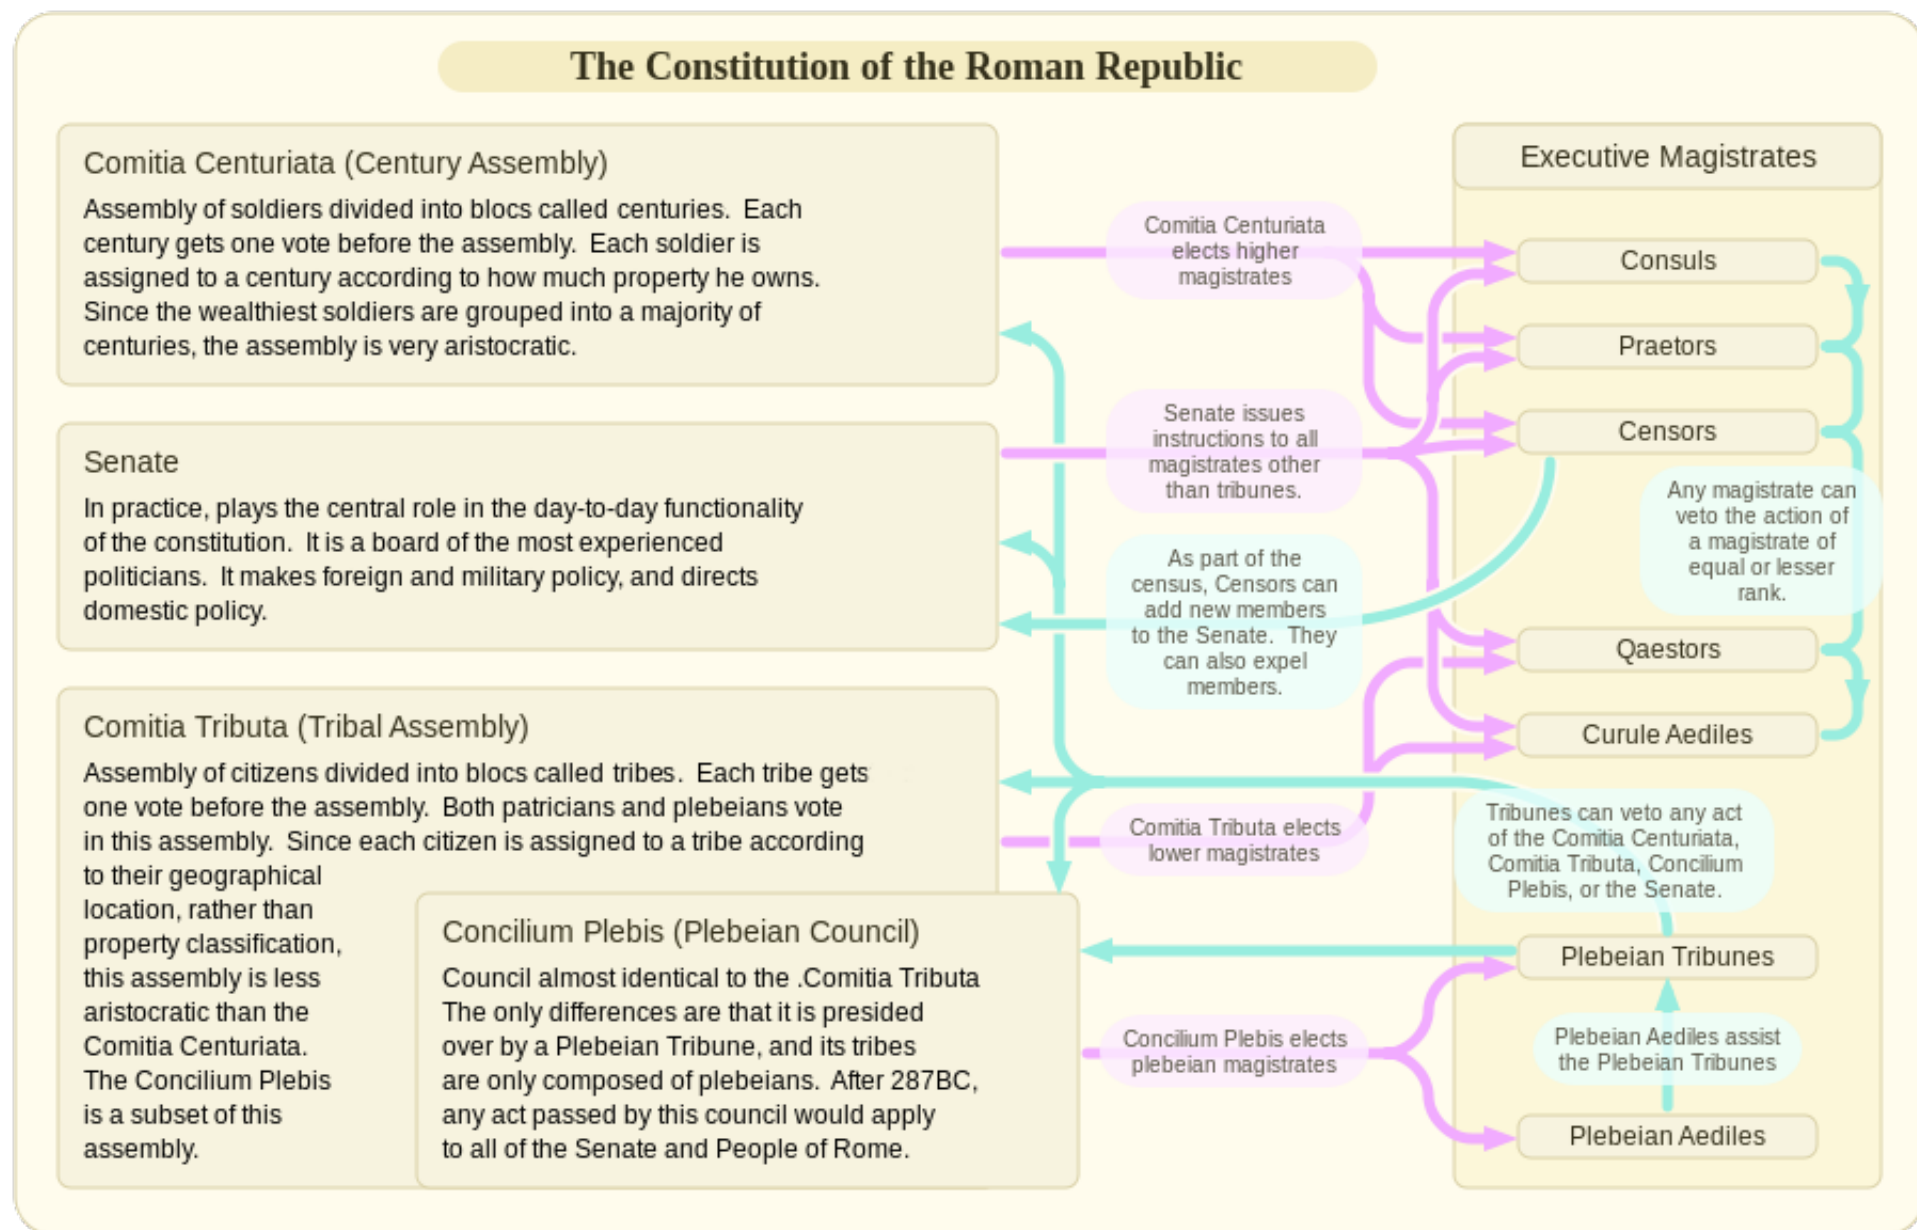 The Constitution of the Roman Republic
Comitia Centuriata (Century Assembly)
Assembly of soldiers divided into blocs called centuries.  Each
century gets one vote before the assembly.  Each soldier is
assigned to a century according to how much property he owns.
Since the wealthiest soldiers are grouped into a majority of
centuries, the assembly is very aristocratic.
Senate
In practice, plays the central role in the day-to-day functionality
of the constitution.  It is a board of the most experienced
politicians.  It makes foreign and military policy, and directs
domestic policy.
Comitia Tributa (Tribal Assembly)
Assembly of citizens divided into blocs called tribes.  Each tribe gets
one vote before the assembly.  Both patricians and plebeians vote
in this assembly.  Since each citizen is assigned to a tribe according
to their geographical
location, rather than
property classification,
this assembly is less
aristocratic than the
Comitia Centuriata.
The Concilium Plebis
is a subset of this
assembly.
Concilium Plebis (Plebeian Council)
Council almost identical to the .Comitia Tributa
The only differences are that it is presided
over by a Plebeian Tribune, and its tribes
are only composed of plebeians.  After 287BC,
any act passed by this council would apply
to all of the Senate and People of Rome.
Comitia Centuriata
elects higher
magistrates
Senate issues
instructions to all
magistrates other
than tribunes.
As part of the
census, Censors can
add new members
to the Senate.  They
can also expel
members.
Comitia Tributa elects
lower magistrates
Concilium Plebis elects
plebeian magistrates
Executive Magistrates
Consuls
Praetors
Censors
Any magistrate can
veto the action of
a magistrate of
equal or lesser
rank.
Qaestors
Curule Aediles
Tribunes can veto any act
of the Comitia Centuriata,
Comitia Tributa, Concilium
Plebis, or the Senate.
Plebeian Tribunes
Plebeian Aediles assist
the Plebeian Tribunes
Plebeian Aediles